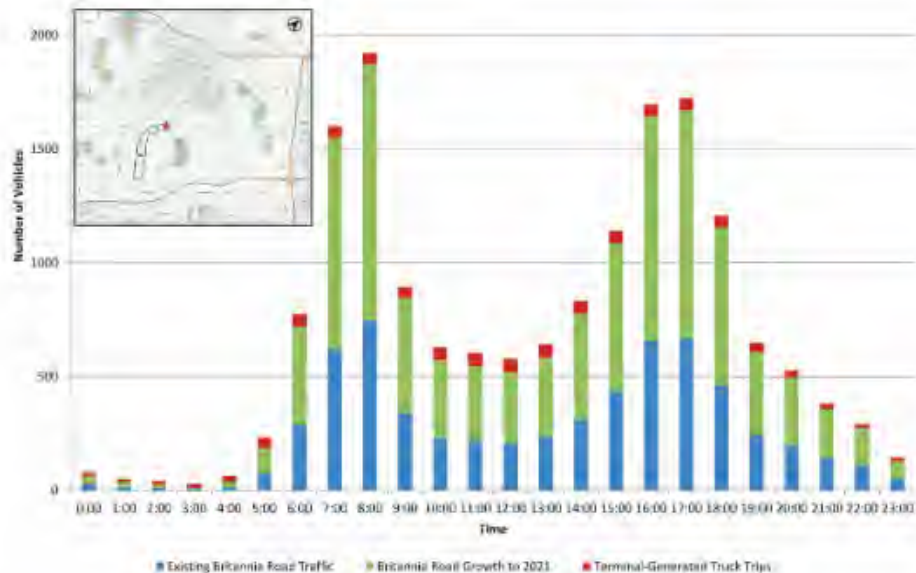 2000
1500
1000
500
0
Number of Vehicles
0:00 1:00 2:00 3:00 4:00 5:00 6:00 7:00 8:00 9:00 10:00 11:00 12:00 13:00 14:00 15:00 16:00 17:00 18:00 19:00 20:00 21:00 22:00 23:00
Time
Existing Britannia Road Traffic Britannia Road Growth to 2021 Terminal-Generated Truck Trips